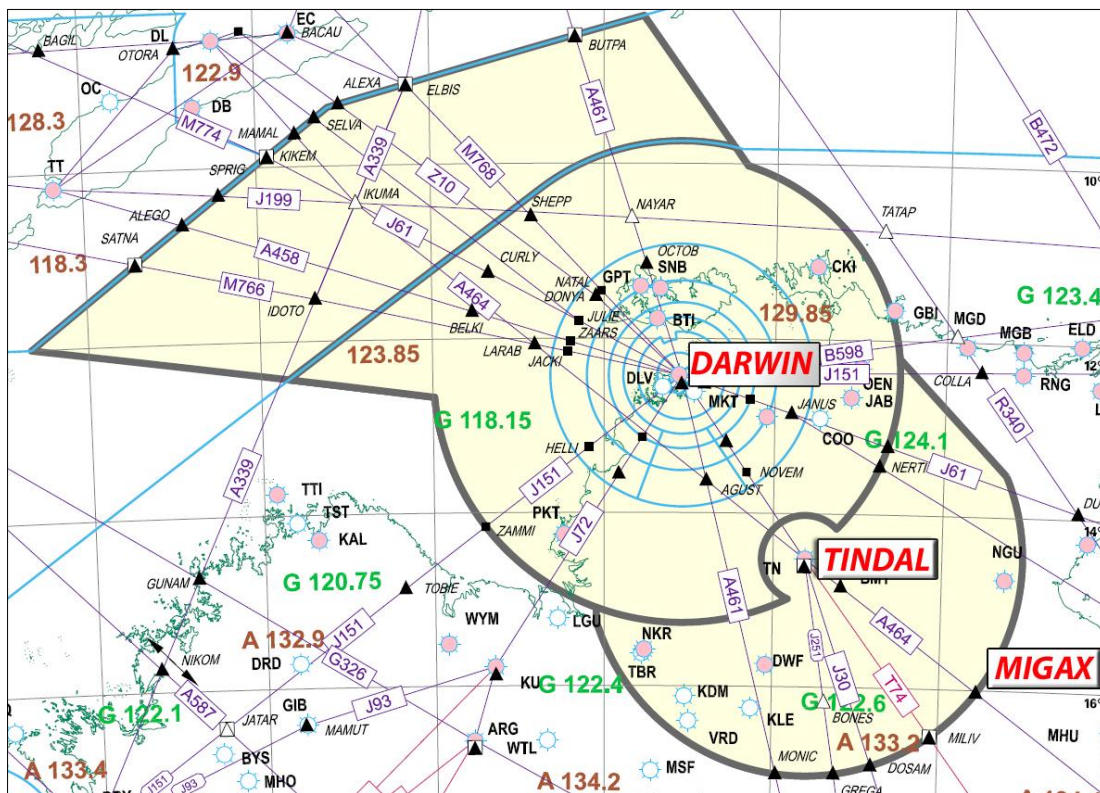 BAGIL
DL
OTORA
EC
BACAU
BUTPA
122.9
OC
DB
ALEXA
ELBIS
128.3
M774
MAMAL
SELVA
A461
B472
KIKEM
A339
Z10
M768
TT
SPRIG
10°
J199
IKUMA
SHEPP
NAYAR
TATAP
ALEGO
J61
SATNA
A458
118.3
CURLY
OCTOB
SNB
CKI
M766
GPT
NATAL
DONYA
A464
IDOTO
BELKI
JULIE
ZAARS
BTI
129.85
G 123.4
GBI
MGD
MGB
ELD
LARAB
JACKI
123.85
B598
J151
DARWIN
12°
COLLA
RNG
DLV
MKT
OEN
JAB
JANUS
COO
R340
G 118.15
G 124.1
HELLI
NOVEM
NERTI
J61
A339
J151
AGUST
TTI
TST
KAL
ZAMMI
PKT
J72
DU
14°
GUNAM
G 120.75
TOBIE
TN
TINDAL
NGU
A461
LGU
WYM
A 132.9
J151
G326
NKR
TBR
J251
J30
DWF
T74
A464
MIGAX
NIKOM
DRD
A587
KU
G 122.4
KDM
G 122.1
J93
GIB
MAMUT
JATAR
KLE
BONES
16°
BYS
ARG
WTL
VRD
A 133.2
MILIV
MHU
A 133.4
J151
J93
MHO
A 134.2
MSF
MONIC
DOSAM
GREGA